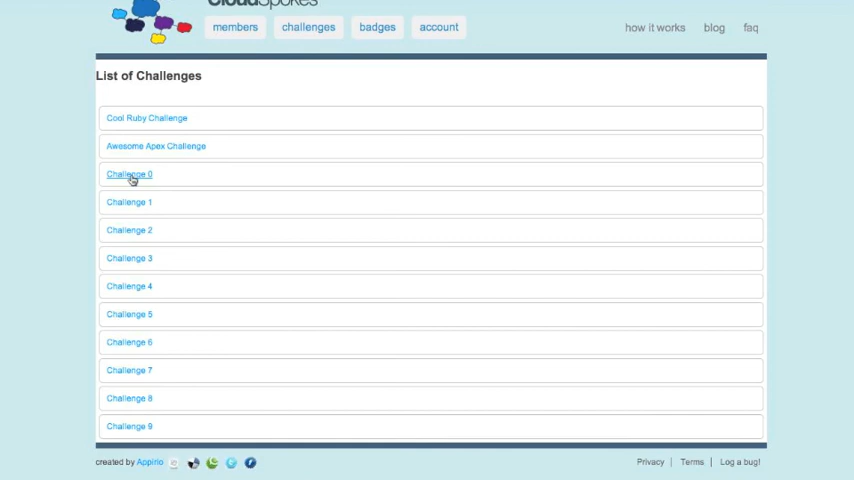 CloudSpokes
members challenges badges account how it works blog faq
List of Challenges
Cool Ruby Challenge
Awesome Apex Challenge
Challenge 0
Challenge 1
Challenge 2
Challenge 3
Challenge 4
Challenge 5
Challenge 6
Challenge 7
Challenge 8
Challenge 9
created by Appirio Privacy | Terms | Log a bug!